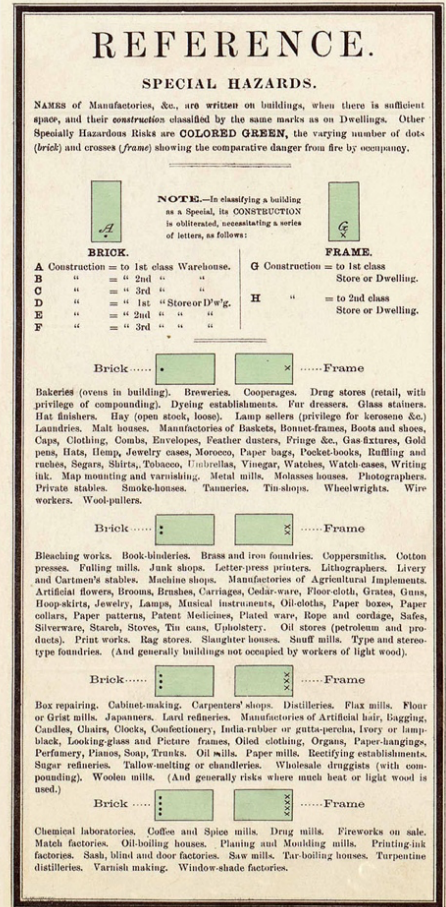 REFERENCE.
SPECIAL HAZARDS.
NAMES of Manufactories, &c., are written on buildings, when there is sufficient
space, and their construction classified by the same marks as on Dwellings. Other
Specially Hazardous Risks are COLORED GREEN, the varying number of dots
(brick) and crosses (frame) showing the comparative danger from fire by occupancy.
A
NOTE.—In classifying a building
as a Special, its CONSTRUCTION
is obliterated, necessitating a series
of letters, as follows:
G
×
BRICK.
A Construction = to 1st class Warehouse.
B " = " 2nd " "
C " = " 3rd " "
D " = " 1st " Store or D'w'g.
E " = " 2nd " " "
F " = " 3rd " " "
FRAME.
G Construction = to 1st class
Store or Dwelling.
H " = to 2nd class
Store or Dwelling.
Brick ...... × ......Frame
Bakeries (ovens in building). Breweries. Cooperages. Drug stores (retail, with
privilege of compounding). Dyeing establishments. Fur dressers. Glass stainers.
Hat finishers. Hay (open stock, loose). Lamp sellers (privilege for kerosene &c.)
Laundries. Malt houses. Manufactories of Baskets, Bonnet-frames, Boots and shoes,
Caps, Clothing, Combs, Envelopes, Feather dusters, Fringe &c., Gas-fixtures, Gold
pens, Hats, Hemp, Jewelry cases, Morocco, Paper bags, Pocket-books, Ruffling and
ruches, Segars, Shirts, Tobacco, Umbrellas, Vinegar, Watches, Watch-cases, Writing
ink. Map mounting and varnishing. Metal mills. Molasses houses. Photographers.
Private stables. Smoke-houses. Tanneries. Tin-shops. Wheelwrights. Wire
workers. Wool-pullers.
Brick ...... ×× ......Frame
Bleaching works. Book-binderies. Brass and iron foundries. Coppersmiths. Cotton
presses. Fulling mills. Junk shops. Letter-press printers. Lithographers. Livery
and Cartmen's stables. Machine shops. Manufactories of Agricultural Implements.
Artificial flowers, Brooms, Brushes, Carriages, Cedar-ware, Floor-cloth, Grates, Guns,
Hoop-skirts, Jewelry, Lamps, Musical instruments, Oil-cloths, Paper boxes, Paper
collars, Paper patterns, Patent Medicines, Plated ware, Rope and cordage, Safes,
Silverware, Starch, Stoves, Tin cans, Upholstery. Oil stores (petroleum and pro-
ducts). Print works. Rag stores. Slaughter houses. Snuff mills. Type and stereo-
type foundries. (And generally buildings not occupied by workers of light wood).
Brick ...... ××× ......Frame
Box repairing. Cabinet-making. Carpenters' shops. Distilleries. Flax mills. Flour
or Grist mills. Japanners. Lard refineries. Manufactories of Artificial hair, Bagging,
Candles, Chairs, Clocks, Confectionery, India-rubber or gutta-percha, Ivory or lamp-
black, Looking-glass and Picture frames, Oiled clothing, Organs, Paper-hangings,
Perfumery, Pianos, Soap, Trunks. Oil mills. Paper mills. Rectifying establishments.
Sugar refineries. Tallow-melting or chandleries. Wholesale druggists (with com-
pounding). Woolen mills. (And generally risks where much heat or light wood is
used.)
Brick ...... ×××× ......Frame
Chemical laboratories. Coffee and Spice mills. Drug mills. Fireworks on sale.
Match factories. Oil-boiling houses. Planing and Moulding mills. Printing-ink
factories. Sash, blind and door factories. Saw mills. Tar-boiling houses. Turpentine
distilleries. Varnish making. Window-shade factories.